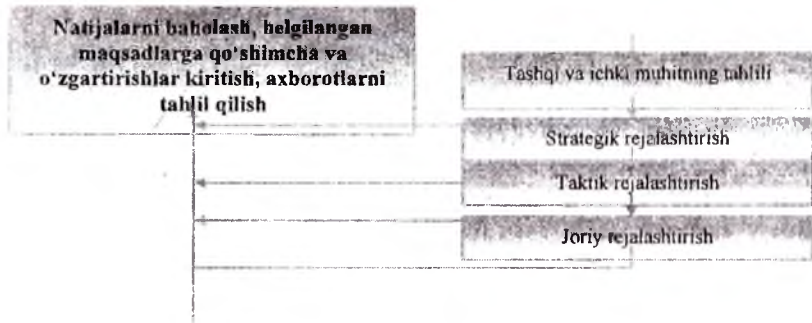 Natijalarni baholash, belgilangan
maqsadlarga qo‘shimcha va
o‘zgartirishlar kiritish, axborotlarni
tahlil qilish
Tashqi va ichki muhitning tahlili
Strategik rejalashtirish
Taktik rejalashtirish
Joriy rejalashtirish